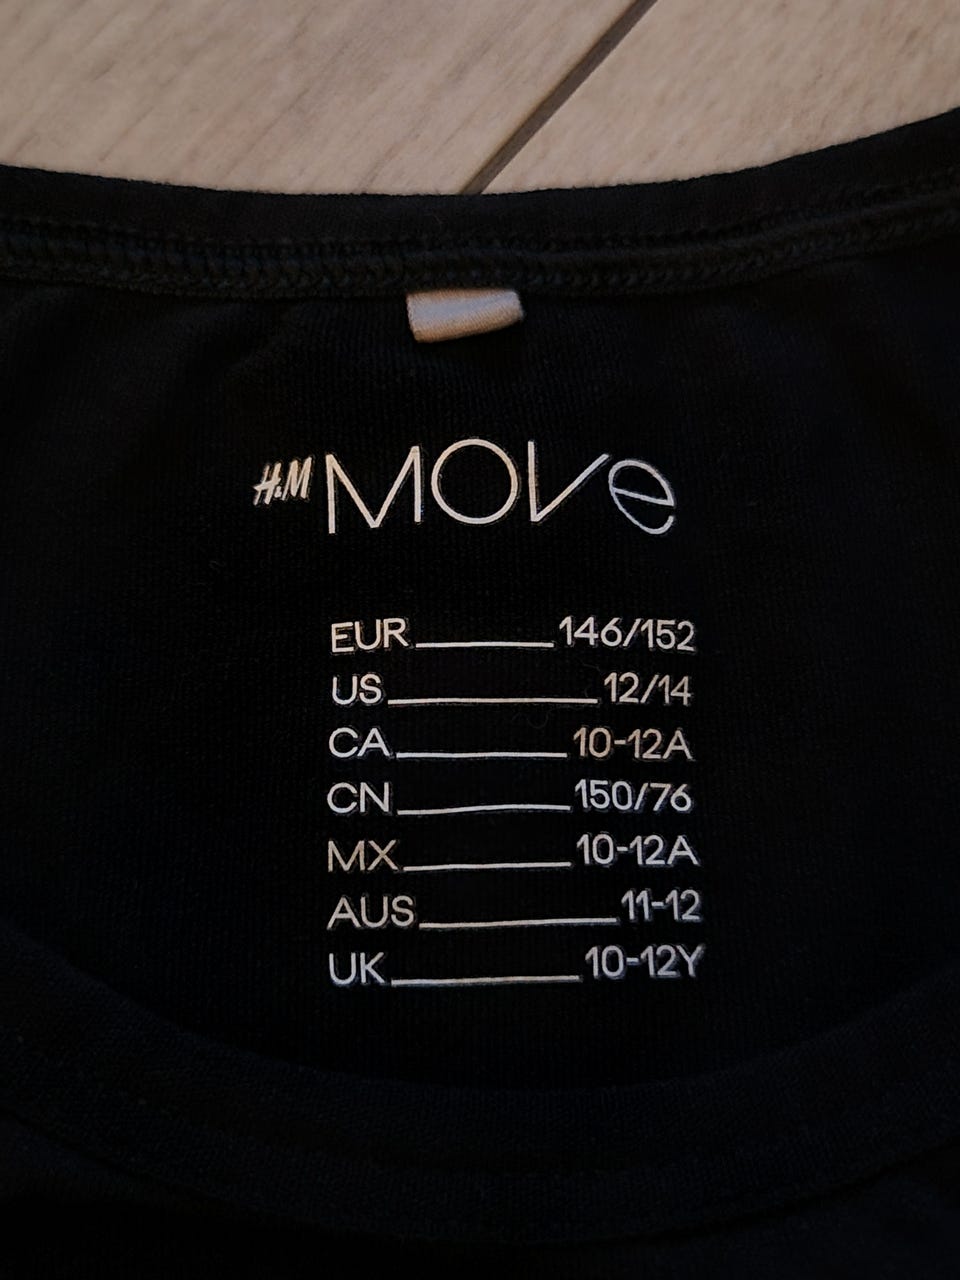 H&M MOVE
EUR 146/152
US 12/14
CA 10-12A
CN 150/76
MX 10-12A
AUS 11-12
UK 10-12Y